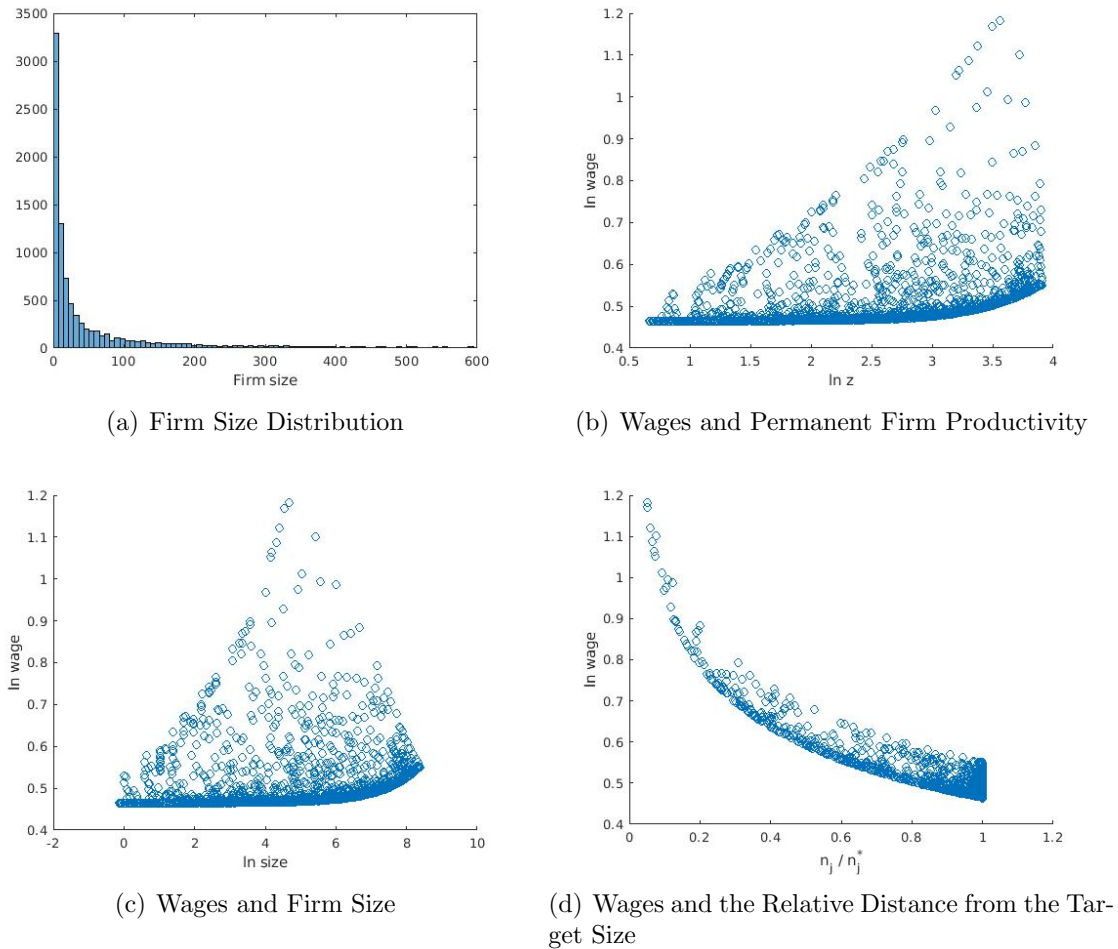 3500
3000
2500
2000
1500
1000
500
0
0 100 200 300 400 500 600
Firm size
(a) Firm Size Distribution
1.2
1.1
1
0.9
0.8
0.7
0.6
0.5
0.4
ln wage
0.5 1 1.5 2 2.5 3 3.5 4
ln z
(b) Wages and Permanent Firm Productivity
1.2
1.1
1
0.9
0.8
0.7
0.6
0.5
0.4
ln wage
-2 0 2 4 6 8 10
ln size
(c) Wages and Firm Size
1.2
1.1
1
0.9
0.8
0.7
0.6
0.5
0.4
ln wage
0 0.2 0.4 0.6 0.8 1 1.2
n_j / n_j^*
(d) Wages and the Relative Distance from the Tar-
get Size